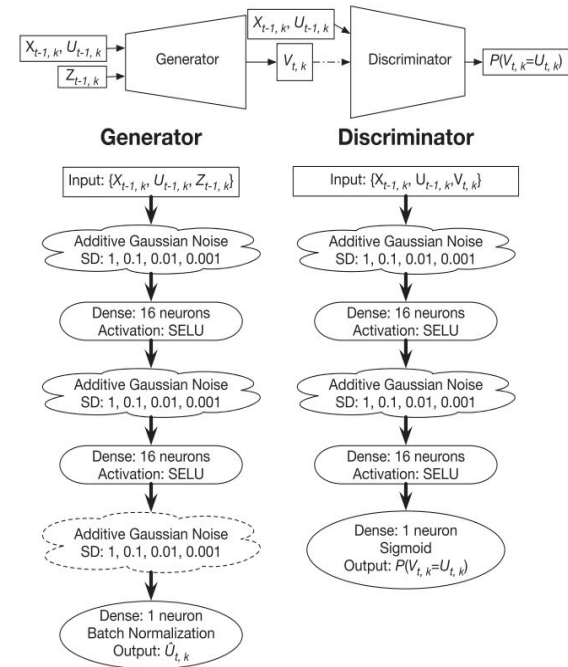 X_{t-1, k}, U_{t-1, k}
Z_{t-1, k}
Generator
X_{t-1, k}, U_{t-1, k}
V_{t, k}
Discriminator
P(V_{t, k}=U_{t, k})
Generator
Input: {X_{t-1, k}, U_{t-1, k}, Z_{t-1, k}}
Additive Gaussian Noise
SD: 1, 0.1, 0.01, 0.001
Dense: 16 neurons
Activation: SELU
Additive Gaussian Noise
SD: 1, 0.1, 0.01, 0.001
Dense: 16 neurons
Activation: SELU
Additive Gaussian Noise
SD: 1, 0.1, 0.01, 0.001
Dense: 1 neuron
Batch Normalization
Output: Û_{t, k}
Discriminator
Input: {X_{t-1, k}, U_{t-1, k},V_{t, k}}
Additive Gaussian Noise
SD: 1, 0.1, 0.01, 0.001
Dense: 16 neurons
Activation: SELU
Additive Gaussian Noise
SD: 1, 0.1, 0.01, 0.001
Dense: 16 neurons
Activation: SELU
Dense: 1 neuron
Sigmoid
Output: P(V_{t, k}=U_{t, k})